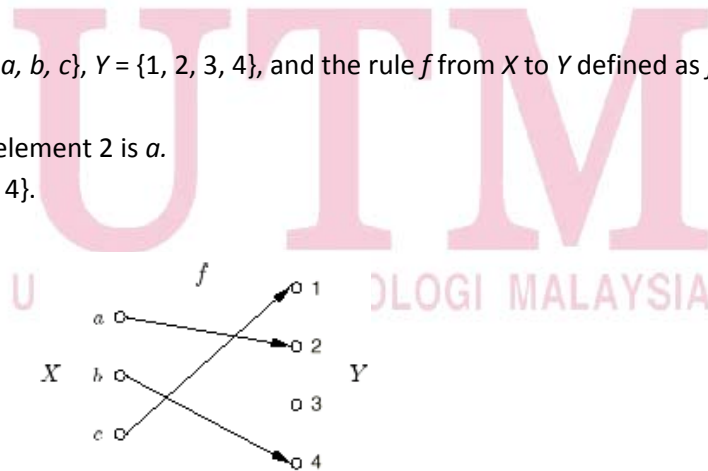 UTM
a, b, c}, Y = {1, 2, 3, 4}, and the rule f from X to Y defined as
element 2 is a.
4}.
U OLOGI MALAYSIA
f
1
a
2
X b Y
3
c
4